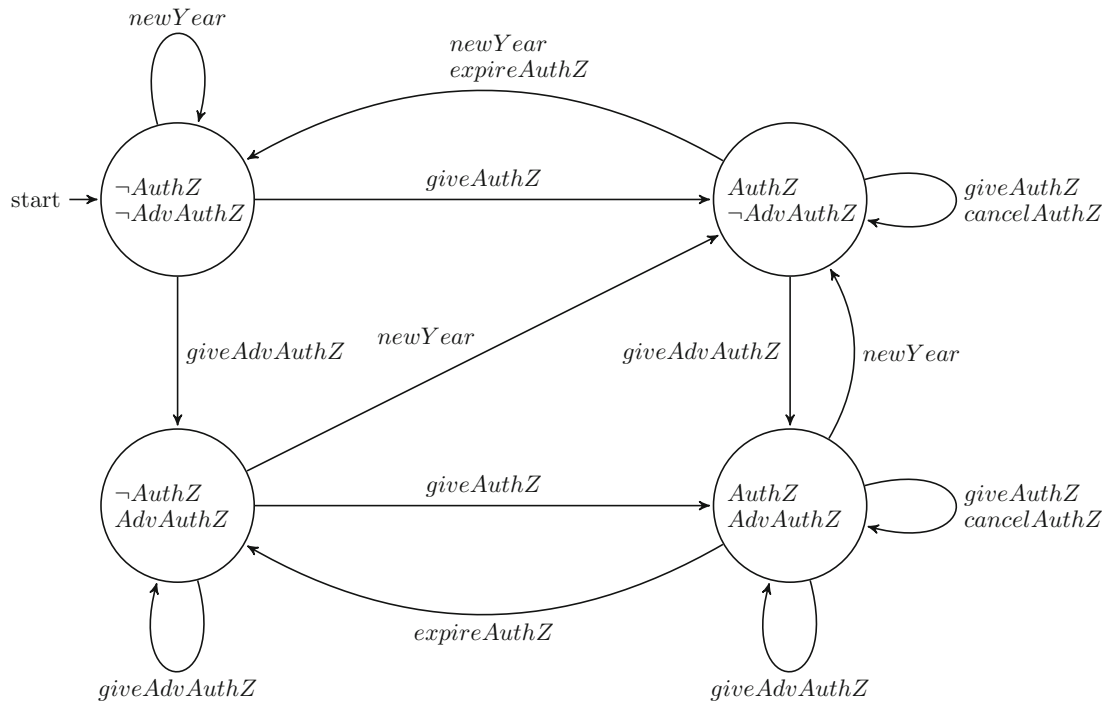 newYear
newYear
expireAuthZ
start
¬AuthZ
¬AdvAuthZ
giveAuthZ
AuthZ
¬AdvAuthZ
giveAuthZ
cancelAuthZ
giveAdvAuthZ
newYear
giveAdvAuthZ
newYear
¬AuthZ
AdvAuthZ
giveAuthZ
AuthZ
AdvAuthZ
giveAuthZ
cancelAuthZ
expireAuthZ
giveAdvAuthZ
giveAdvAuthZ